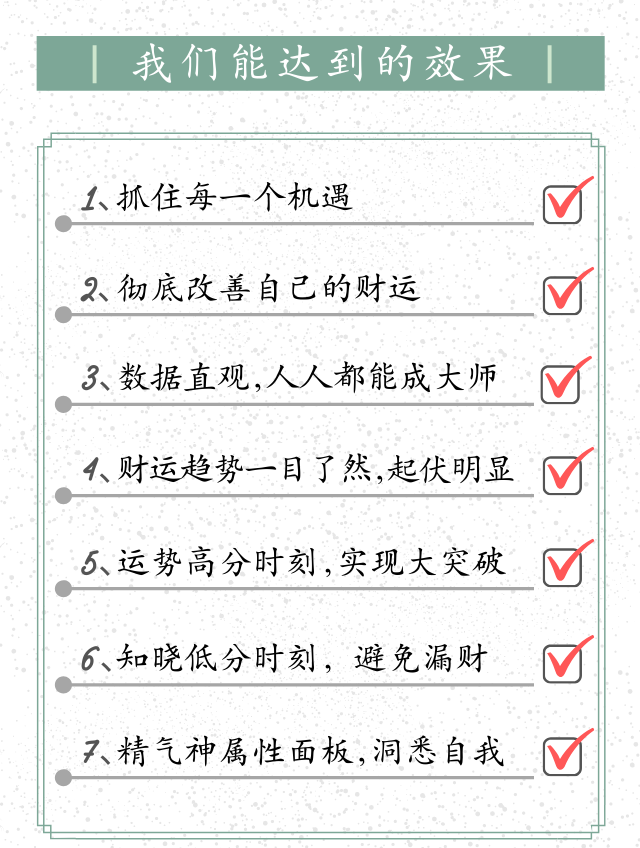 我们能达到的效果
1、抓住每一个机遇
2、彻底改善自己的财运
3、数据直观,人人都能成大师
4、财运趋势一目了然,起伏明显
5、运势高分时刻,实现大突破
6、知晓低分时刻，避免漏财
7、精气神属性面板,洞悉自我